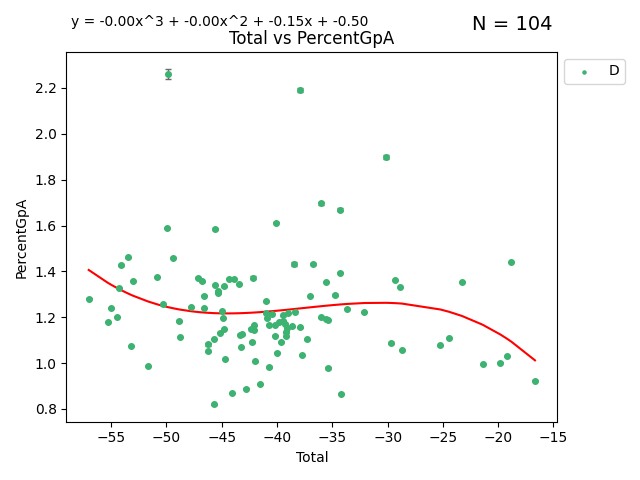 y = -0.00x^3 + -0.00x^2 + -0.15x + -0.50
N = 104
Total vs PercentGpA
D
PercentGpA
2.2
2.0
1.8
1.6
1.4
1.2
1.0
0.8
−55
−50
−45
−40
−35
−30
−25
−20
−15
Total